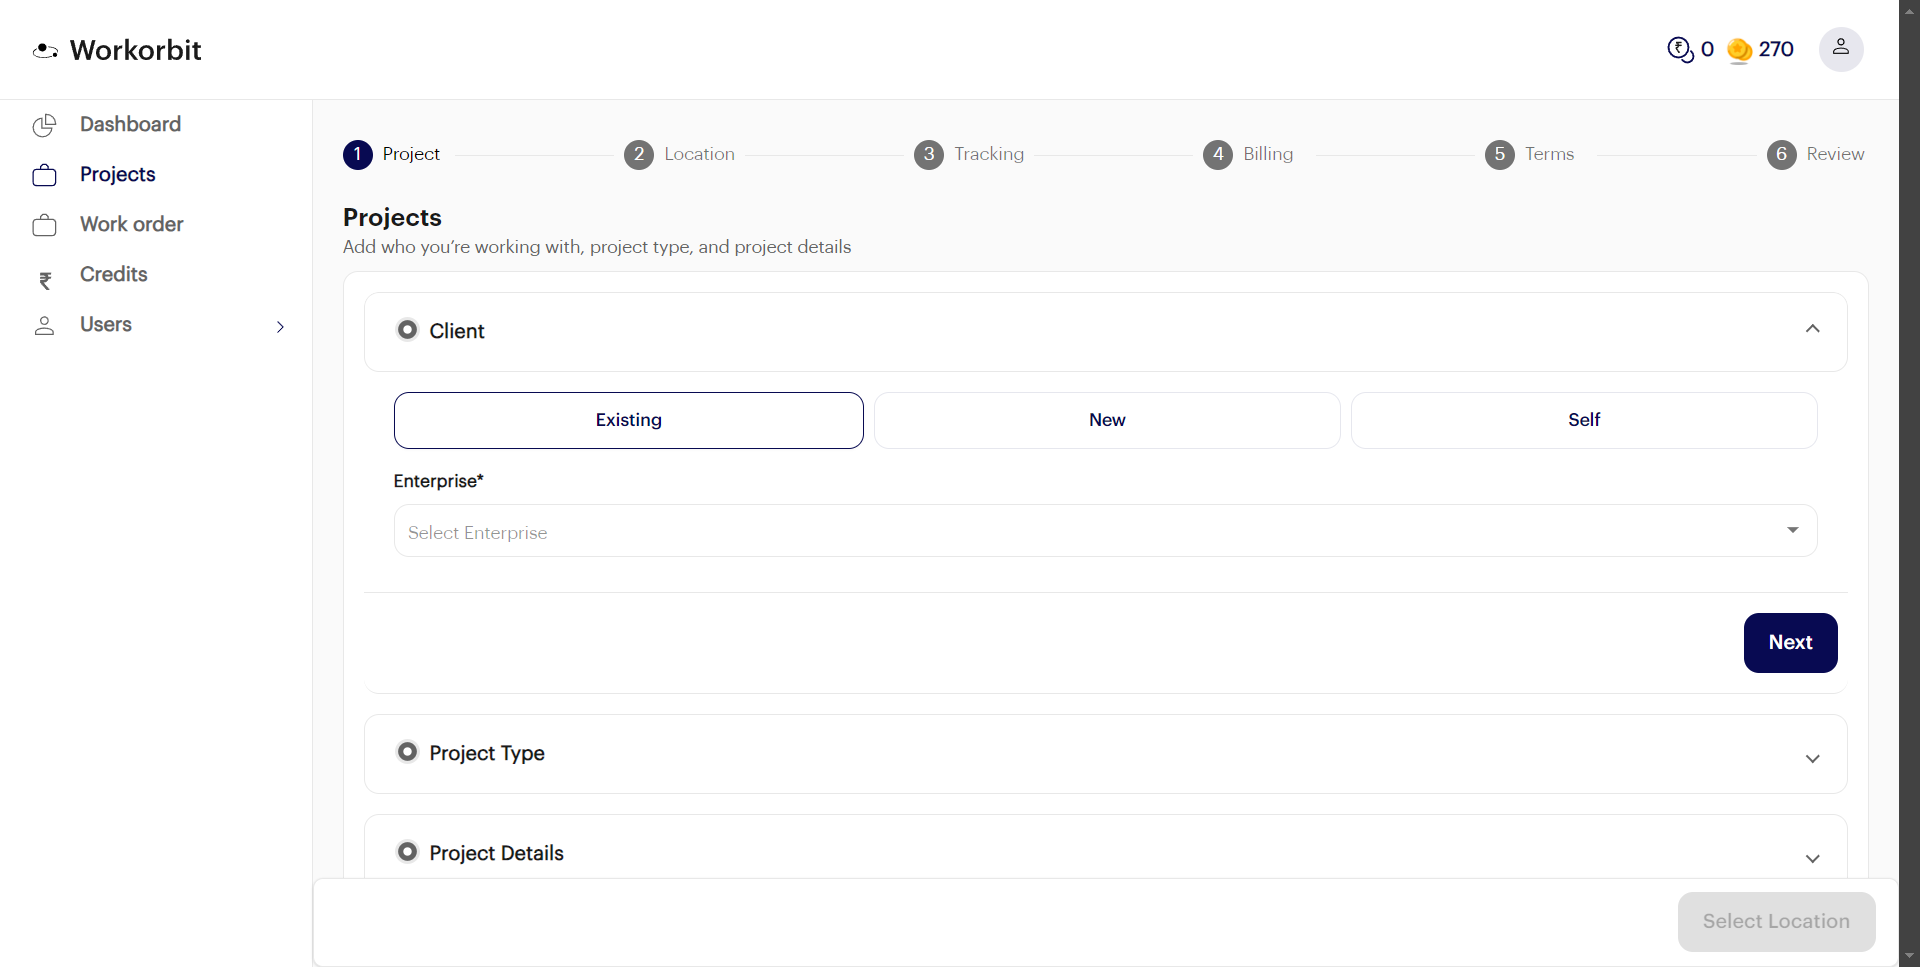 Workorbit
0 270
Dashboard
Projects
Work order
Credits
Users
1 Project
2 Location
3 Tracking
4 Billing
5 Terms
6 Review
Projects
Add who you’re working with, project type, and project details
Client
Existing
New
Self
Enterprise*
Select Enterprise
Next
Project Type
Project Details
Select Location